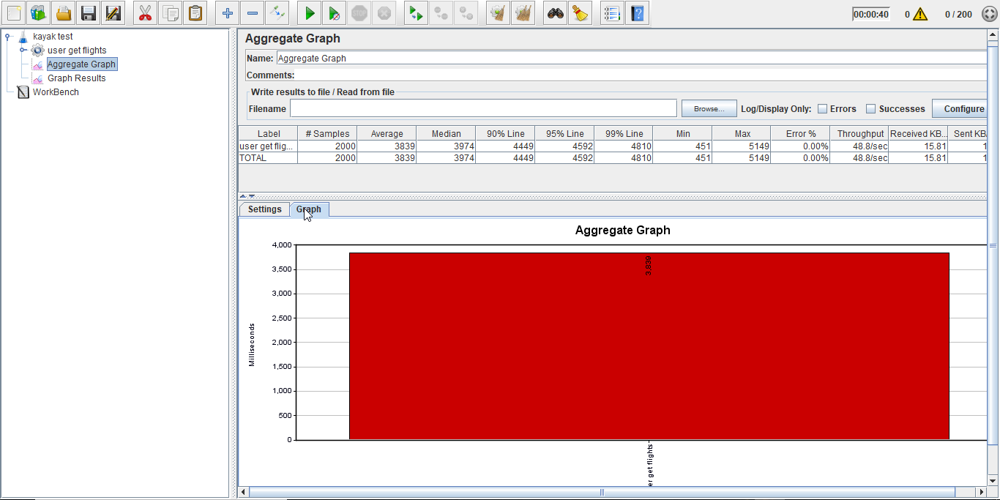 00:00:40 0 0 / 200
STOP
kayak test
user get flights
Aggregate Graph
Graph Results
WorkBench
Aggregate Graph
Name: Aggregate Graph
Comments:
Write results to file / Read from file
Filename Browse... Log/Display Only: Errors Successes Configure
Label # Samples Average Median 90% Line 95% Line 99% Line Min Max Error % Throughput Received KB... Sent KB
user get flig... 2000 3839 3974 4449 4592 4810 451 5149 0.00% 48.8/sec 15.81 1
TOTAL 2000 3839 3974 4449 4592 4810 451 5149 0.00% 48.8/sec 15.81 1
Settings Graph
Aggregate Graph
4,000
3,500
3,000
2,500
2,000
1,500
1,000
500
0
Milliseconds
3,839
er get flights